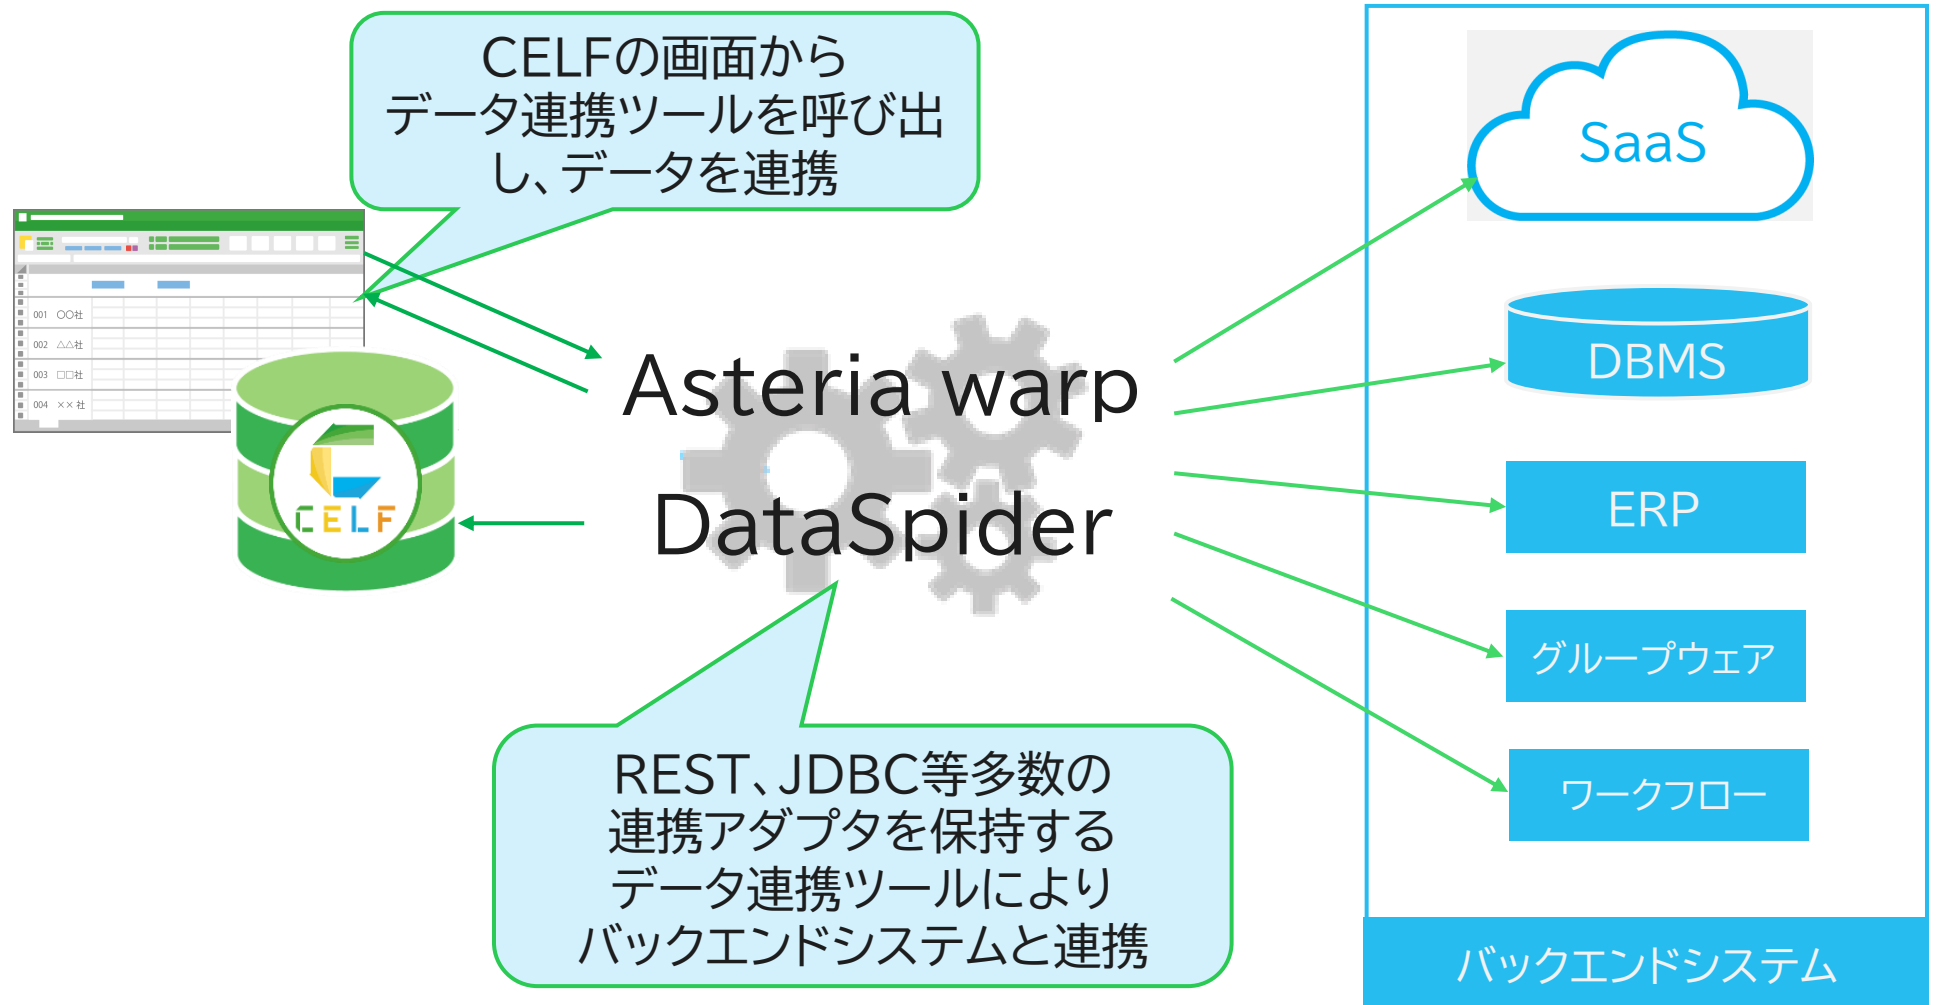 CELFの画面から
データ連携ツールを呼び出
し、データを連携
001 〇〇社
002 △△社
003 □□社
004 ××社
CELF
Asteria warp
DataSpider
REST、JDBC等多数の
連携アダプタを保持する
データ連携ツールにより
バックエンドシステムと連携
SaaS
DBMS
ERP
グループウェア
ワークフロー
バックエンドシステム